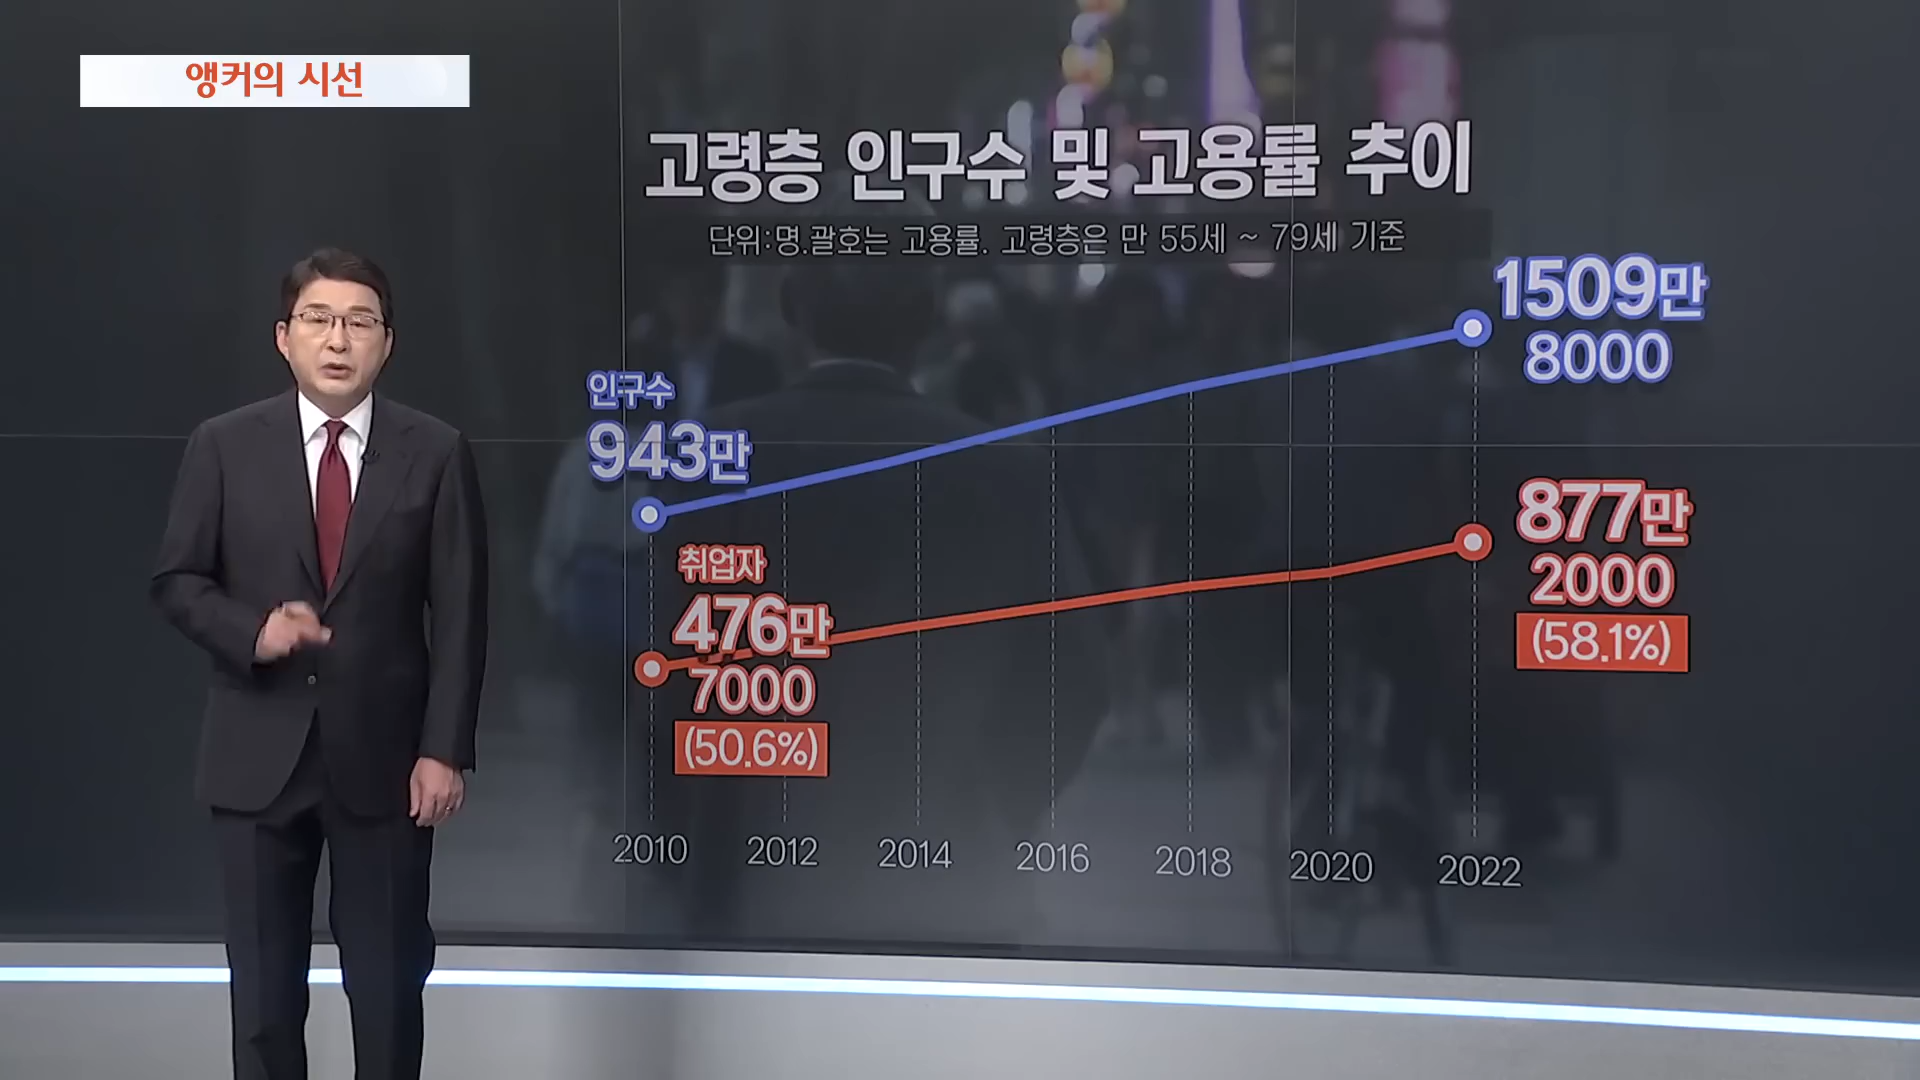 앵커의 시선
고령층 인구수 및 고용률 추이
단위:명.괄호는 고용률. 고령층은 만 55세 ~ 79세 기준
1509만
8000
인구수
943만
877만
2000
(58.1%)
취업자
476만
7000
(50.6%)
2010 2012 2014 2016 2018 2020 2022